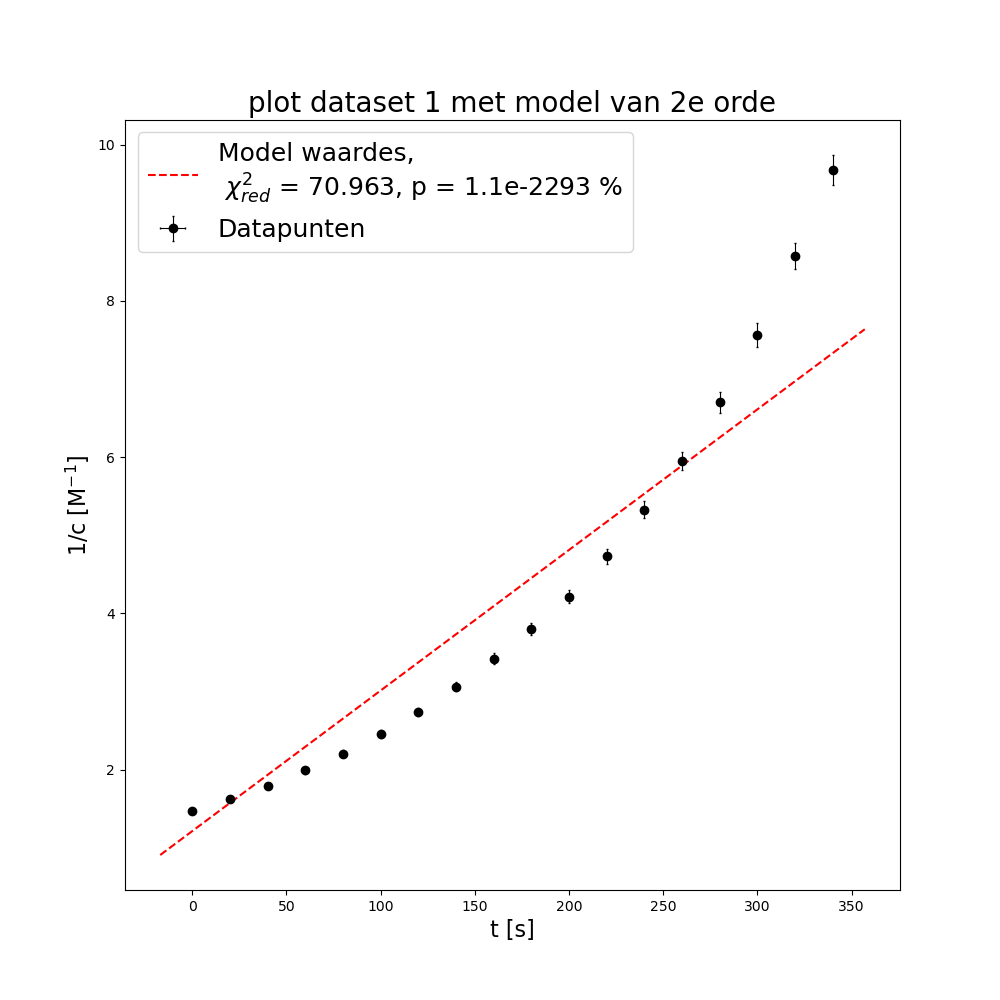 plot dataset 1 met model van 2e orde
Model waardes,
χ²_red = 70.963, p = 1.1e-2293 %
Datapunten
10
8
6
4
2
1/c [M⁻¹]
0 50 100 150 200 250 300 350
t [s]